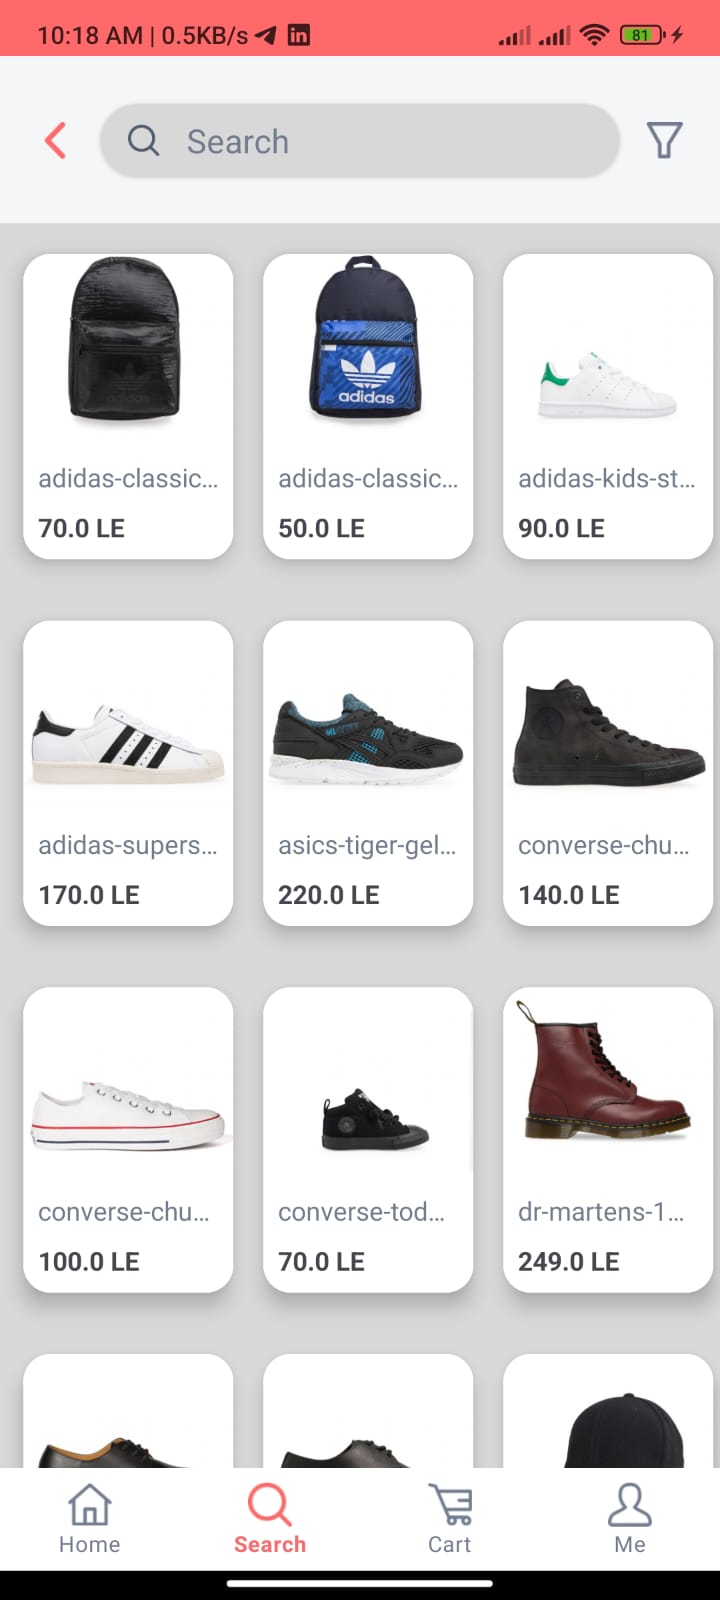 10:18 AM | 0.5KB/s
81
Search
adidas
adidas
adidas-classic...
adidas-classic...
adidas-kids-st...
70.0 LE
50.0 LE
90.0 LE
adidas-supers...
asics-tiger-gel...
converse-chu...
170.0 LE
220.0 LE
140.0 LE
converse-chu...
converse-tod...
dr-martens-1...
100.0 LE
70.0 LE
249.0 LE
Home
Search
Cart
Me